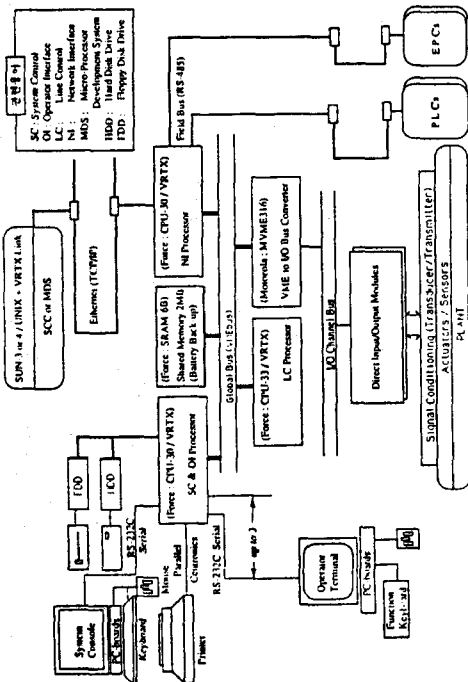 관련용어
SC : System Control
OI : Operator Interface
LC : Line Control
NI : Network Interface
MDS : Micro-Processor
Development System
HDD : Hard Disk Drive
FDD : Floppy Disk Drive
SUN-3 or 4 / UNIX + VRTX Link
SCC or MDS
Ethernet (TCP/IP)
Field Bus (RS-485)
EPCs
PLCs
(Force : CPU-30 / VRTX)
NI Processor
(Force : SRAM 6B)
Shared Memory 2MB
(Battery Back up)
(Force : CPU-30 / VRTX)
SC & OI Processor
Global Bus (VMEbus)
(Motorola : MVME316)
VME to I/O Bus Converter
(Force : CPU-33 / VRTX)
LC Processor
I/O Channel Bus
Direct Input/Output Modules
Signal Conditioning (Transducer/Transmitter)
Actuators / Sensors
PLANT
FDD
HDD
RS-232C
Serial
System
Console
PC-boards
Keyboard
Mouse
Parallel
Centronics
Printer
RS-232C Serial
up to 3
Operator
Terminal
PC-boards
Function
Keyboard